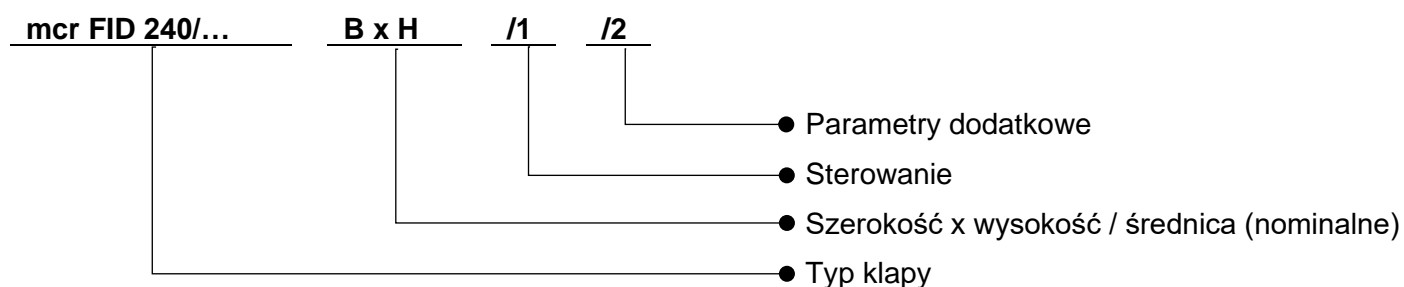 mcr FID 240/… B x H /1 /2
Parametry dodatkowe
Sterowanie
Szerokość x wysokość / średnica (nominalne)
Typ klapy